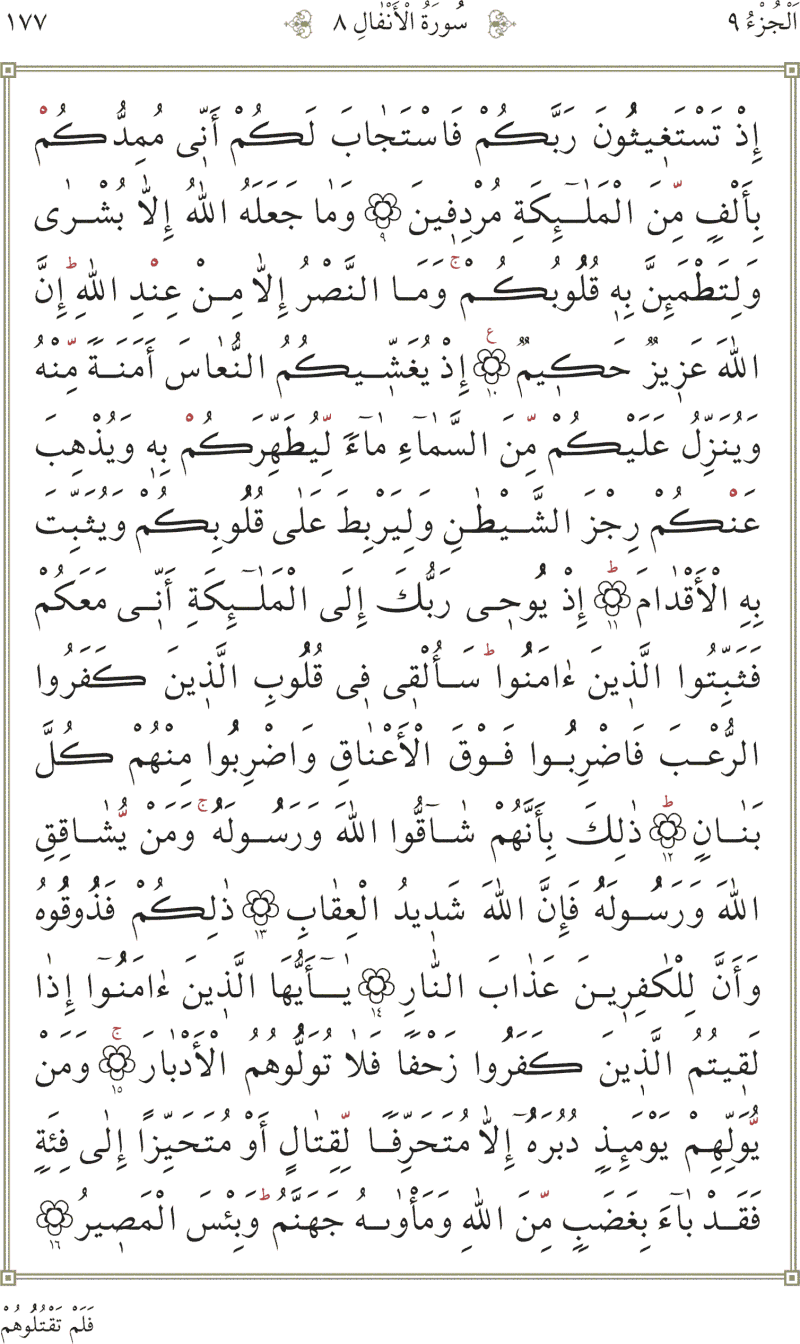 اَلْجُزْءُ ٩ سُورَةُ الْأَنْفَالِ ٨ ١٧٧
إِذْ تَسْتَغِيثُونَ رَبَّكُمْ فَاسْتَجَابَ لَكُمْ أَنِّي مُمِدُّكُمْ
بِأَلْفٍ مِّنَ الْمَلٰٓئِكَةِ مُرْدِفِينَ ٩ وَمَا جَعَلَهُ اللّٰهُ إِلَّا بُشْرٰى
وَلِتَطْمَئِنَّ بِهٖ قُلُوبُكُمْ ۚ وَمَا النَّصْرُ إِلَّا مِنْ عِنْدِ اللّٰهِ ؕ إِنَّ
اللّٰهَ عَزِيزٌ حَكِيمٌ ١٠ ع إِذْ يُغَشِّيكُمُ النُّعَاسَ أَمَنَةً مِّنْهُ
وَيُنَزِّلُ عَلَيْكُمْ مِّنَ السَّمَآءِ مَآءً لِّيُطَهِّرَكُمْ بِهٖ وَيُذْهِبَ
عَنْكُمْ رِجْزَ الشَّيْطٰنِ وَلِيَرْبِطَ عَلٰى قُلُوبِكُمْ وَيُثَبِّتَ
بِهِ الْأَقْدَامَ ؕ ١١ إِذْ يُوحِي رَبُّكَ إِلَى الْمَلٰٓئِكَةِ أَنِّي مَعَكُمْ
فَثَبِّتُوا الَّذِينَ ءَامَنُوا ؕ سَأُلْقِي فِي قُلُوبِ الَّذِينَ كَفَرُوا
الرُّعْبَ فَاضْرِبُوا فَوْقَ الْأَعْنَاقِ وَاضْرِبُوا مِنْهُمْ كُلَّ
بَنَانٍ ؕ ١٢ ذٰلِكَ بِأَنَّهُمْ شَآقُّوا اللّٰهَ وَرَسُولَهُ ۚ وَمَنْ يُّشَاقِقِ
اللّٰهَ وَرَسُولَهُ فَإِنَّ اللّٰهَ شَدِيدُ الْعِقَابِ ١٣ ذٰلِكُمْ فَذُوقُوهُ
وَأَنَّ لِلْكٰفِرِينَ عَذَابَ النَّارِ ١٤ يٰٓأَيُّهَا الَّذِينَ ءَامَنُوٓا إِذَا
لَقِيتُمُ الَّذِينَ كَفَرُوا زَحْفًا فَلَا تُوَلُّوهُمُ الْأَدْبَارَ ۚ ١٥ وَمَنْ
يُّوَلِّهِمْ يَوْمَئِذٍ دُبُرَهُٓ إِلَّا مُتَحَرِّفًا لِّقِتَالٍ أَوْ مُتَحَيِّزًا إِلٰى فِئَةٍ
فَقَدْ بَآءَ بِغَضَبٍ مِّنَ اللّٰهِ وَمَأْوٰىهُ جَهَنَّمُ ؕ وَبِئْسَ الْمَصِيرُ ١٦
فَلَمْ تَقْتُلُوهُمْ